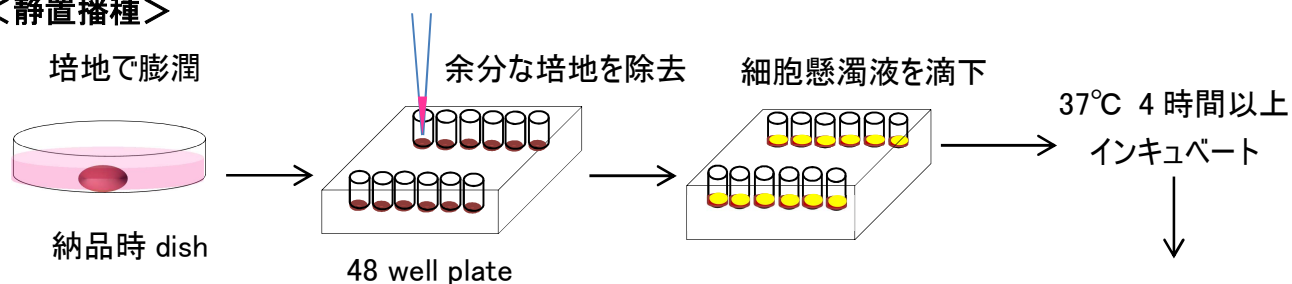 <静置播種>
培地で膨潤
余分な培地を除去
細胞懸濁液を滴下
37℃ 4 時間以上
インキュベート
納品時 dish
48 well plate